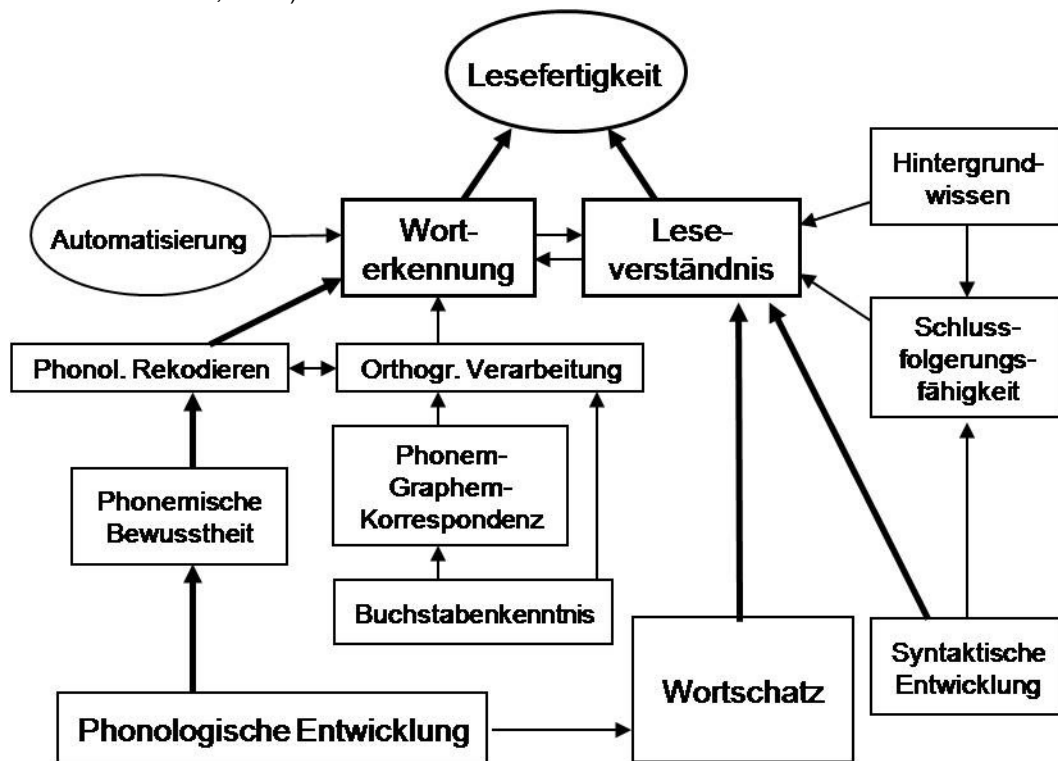 Lesefertigkeit
Hintergrund-
wissen
Automatisierung
Wort-
erkennung
Lese-
verständnis
Schluss-
folgerungs-
fähigkeit
Phonol. Rekodieren
Orthogr. Verarbeitung
Phonem-
Graphem-
Korrespondenz
Phonemische
Bewusstheit
Buchstabenkenntnis
Wortschatz
Syntaktische
Entwicklung
Phonologische Entwicklung